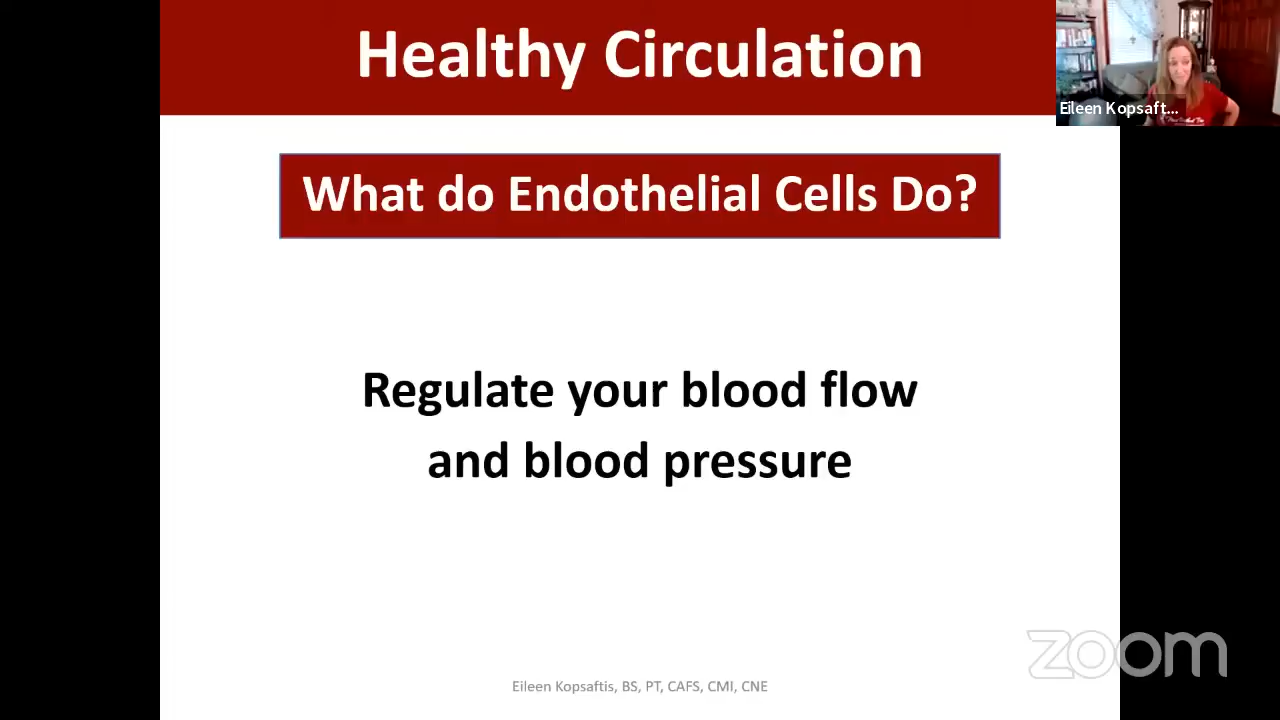 Healthy Circulation
Eileen Kopsaft...
What do Endothelial Cells Do?
Regulate your blood flow
and blood pressure
zoom
Eileen Kopsaftis, BS, PT, CAFS, CMI, CNE